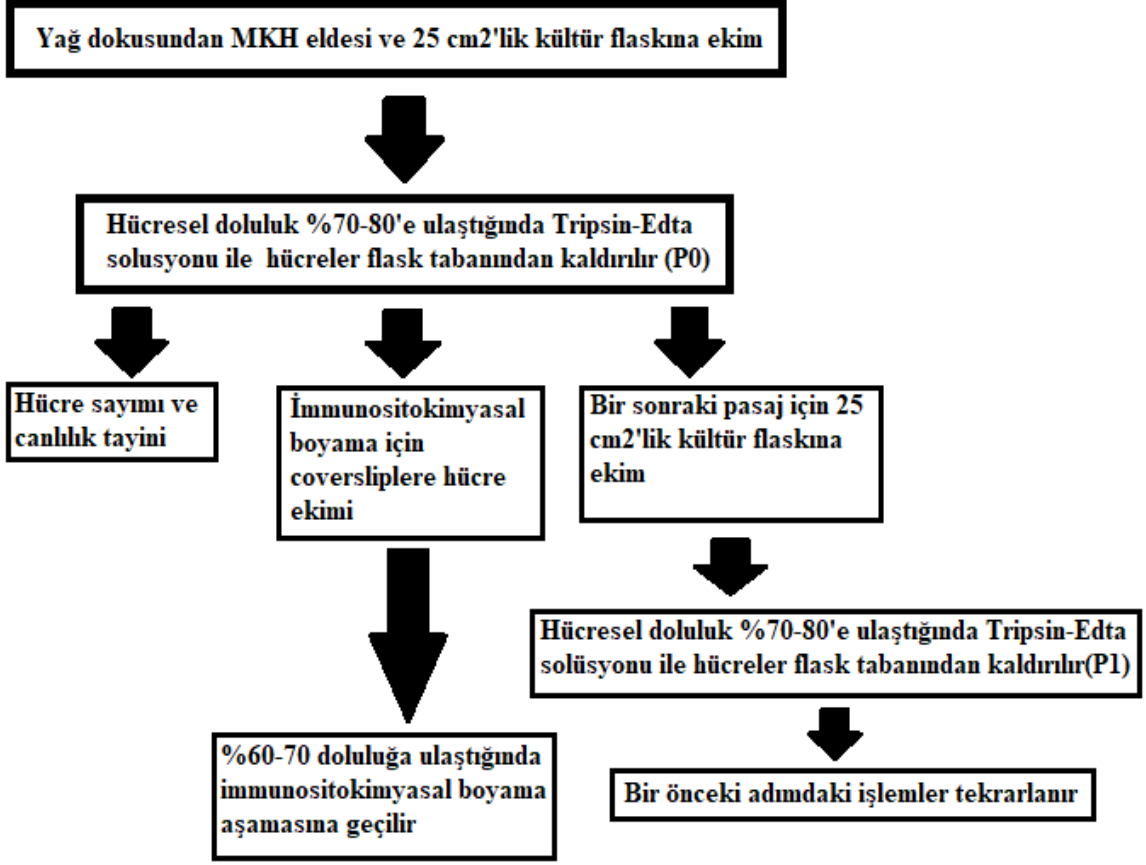 Yağ dokusundan MKH eldesi ve 25 cm2'lik kültür flaskına ekim
Hücresel doluluk %70-80'e ulaştığında Tripsin-Edta
solusyonu ile hücreler flask tabanından kaldırılır (P0)
Hücre sayımı ve
canlılık tayini
İmmunositokimyasal
boyama için
coversliplere hücre
ekimi
Bir sonraki pasaj için 25
cm2'lik kültür flaskına
ekim
Hücresel doluluk %70-80'e ulaştığında Tripsin-Edta
solüsyonu ile hücreler flask tabanından kaldırılır(P1)
%60-70 doluluğa ulaştığında
immunositokimyasal boyama
aşamasına geçilir
Bir önceki adımdaki işlemler tekrarlanır